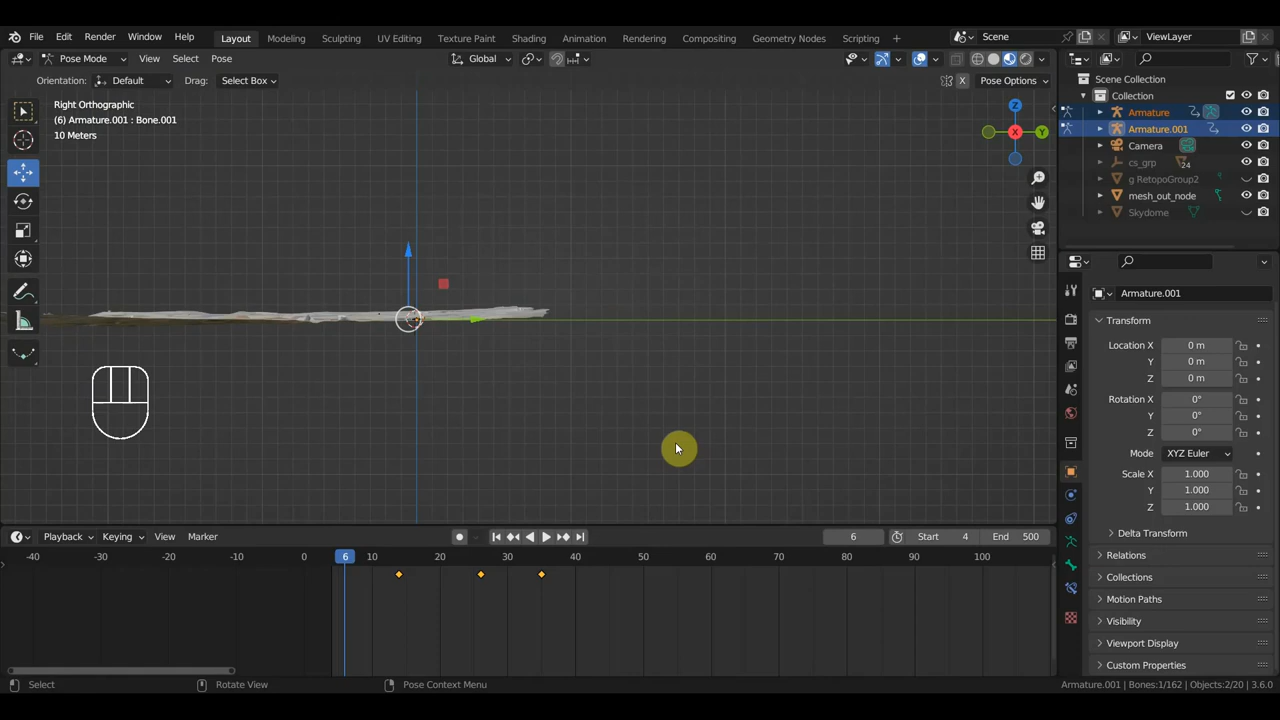 File Edit Render Window Help Layout Modeling Sculpting UV Editing Texture Paint Shading Animation Rendering Compositing Geometry Nodes Scripting + Scene ViewLayer
Pose Mode View Select Pose Global
Orientation: Default Drag: Select Box X Pose Options
Right Orthographic
(6) Armature.001 : Bone.001
10 Meters
Z
Y
X
Scene Collection
Collection
Armature
Armature.001
Camera
cs_grp 24
g RetopoGroup2
mesh_out_node
Skydome
Armature.001
Transform
Location X 0 m
Y 0 m
Z 0 m
Rotation X 0°
Y 0°
Z 0°
Mode XYZ Euler
Scale X 1.000
Y 1.000
Z 1.000
Delta Transform
Relations
Collections
Motion Paths
Visibility
Viewport Display
Custom Properties
Playback Keying View Marker 6 Start 4 End 500
-40 -30 -20 -10 0 6 10 20 30 40 50 60 70 80 90 100
Select Rotate View Pose Context Menu Armature.001 | Bones:1/162 | Objects:2/20 | 3.6.0